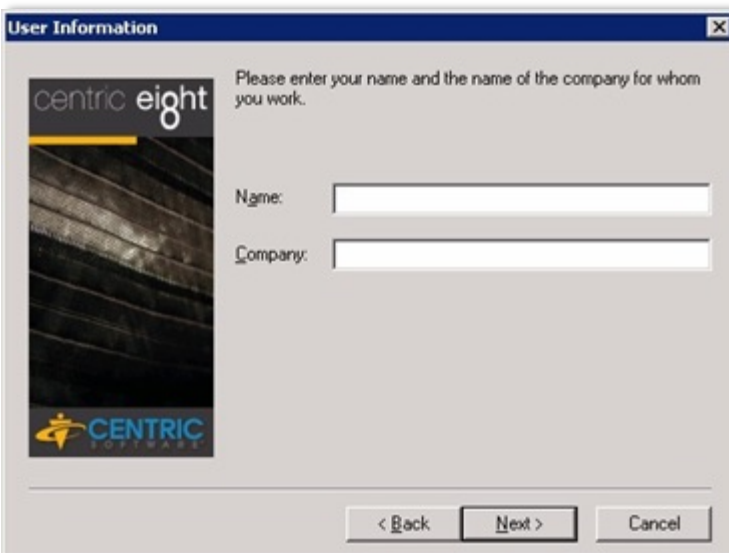 User Information
centric eight
Please enter your name and the name of the company for whom
you work.
Name:
Company:
CENTRIC
SOFTWARE
< Back
Next >
Cancel